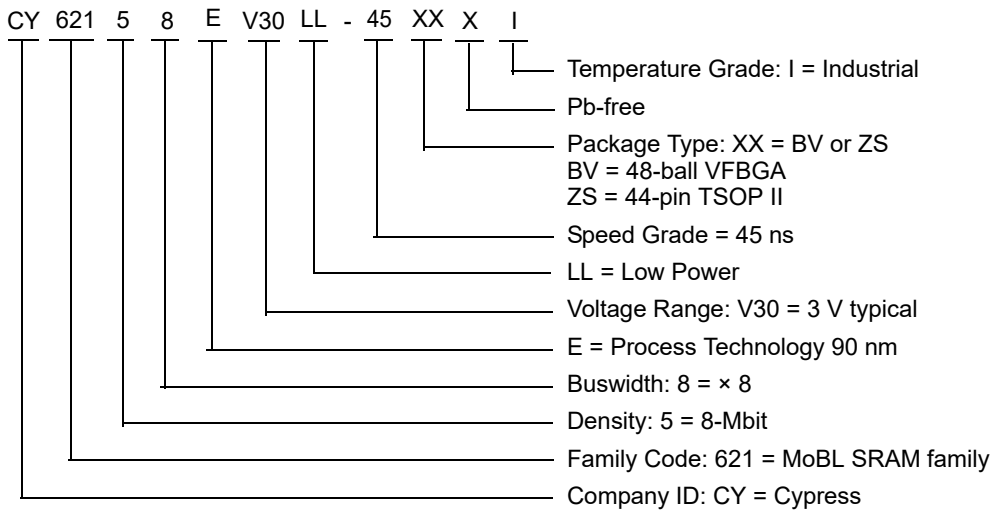 CY 621 5 8 E V30 LL - 45 XX X I
Temperature Grade: I = Industrial
Pb-free
Package Type: XX = BV or ZS
BV = 48-ball VFBGA
ZS = 44-pin TSOP II
Speed Grade = 45 ns
LL = Low Power
Voltage Range: V30 = 3 V typical
E = Process Technology 90 nm
Buswidth: 8 = × 8
Density: 5 = 8-Mbit
Family Code: 621 = MoBL SRAM family
Company ID: CY = Cypress